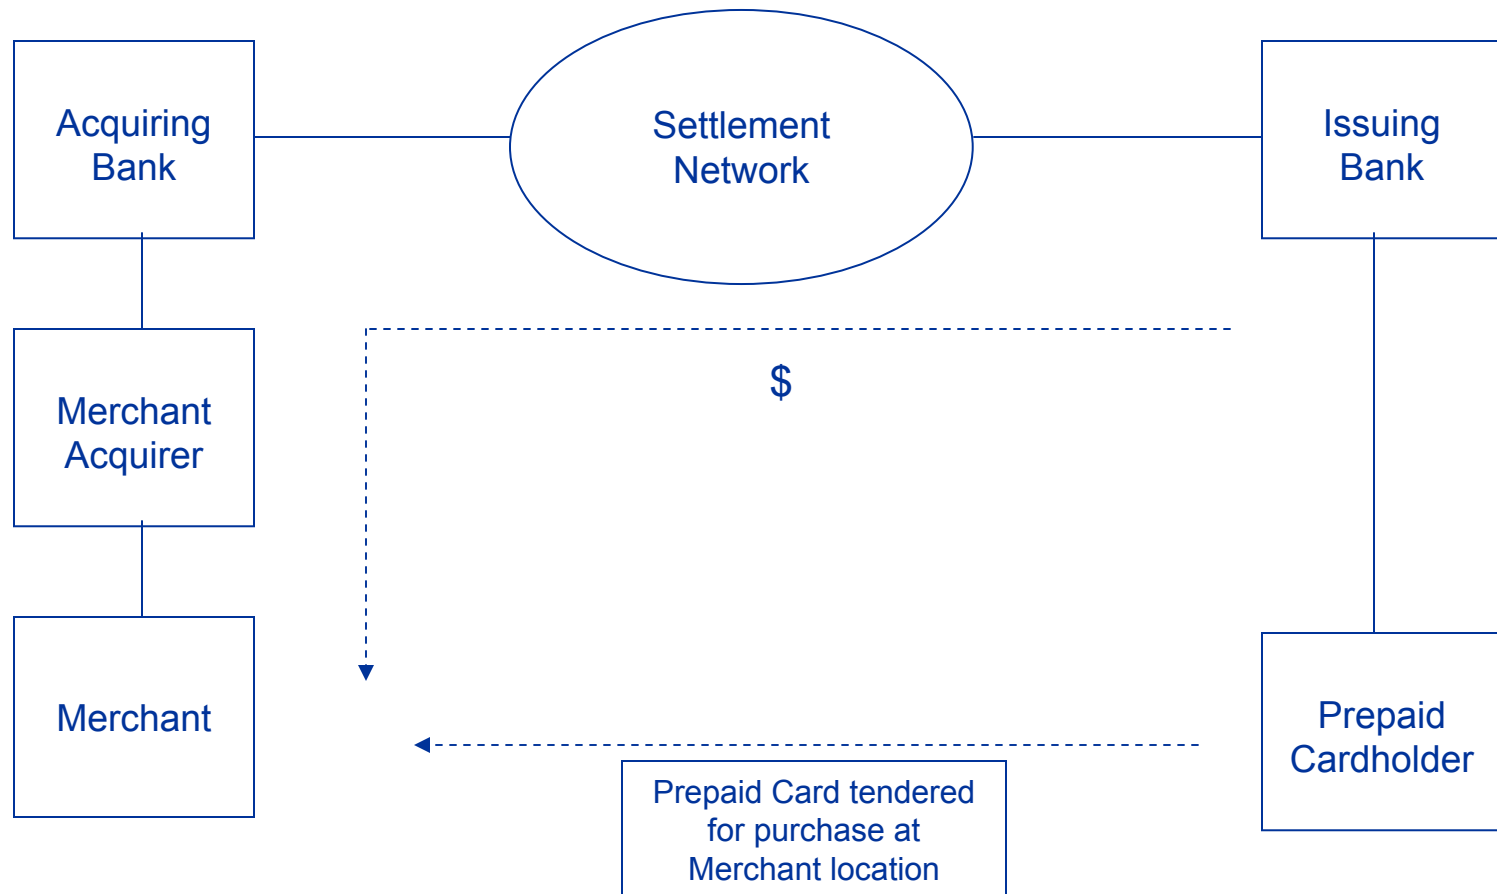 Acquiring
Bank
Settlement
Network
Issuing
Bank
Merchant
Acquirer
$
Merchant
Prepaid
Cardholder
Prepaid Card tendered
for purchase at
Merchant location